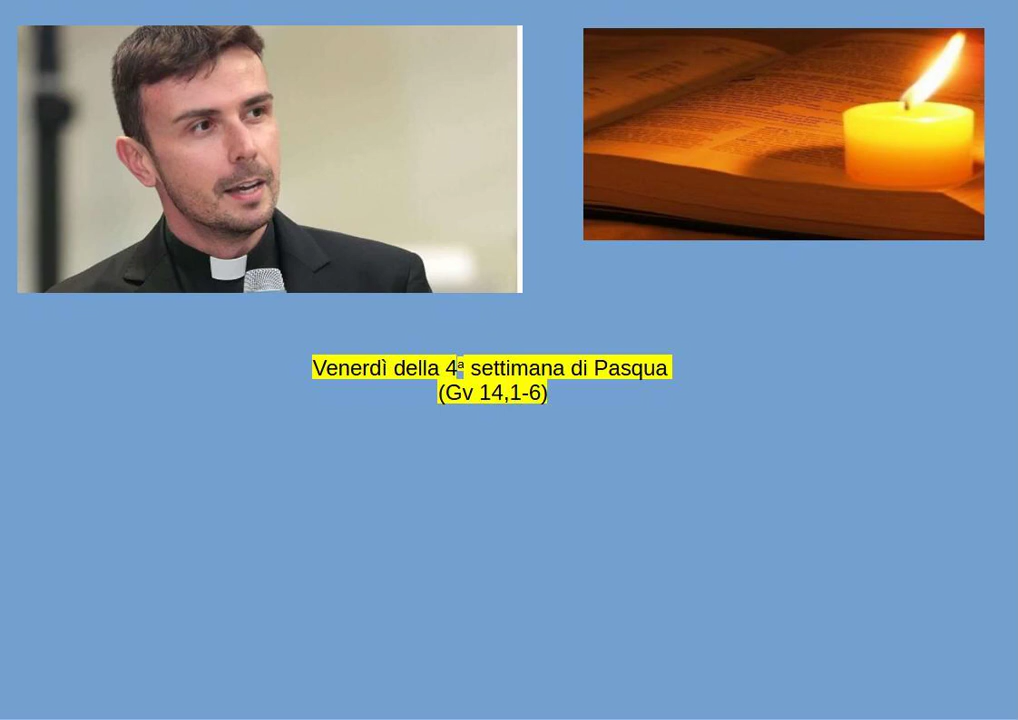 Venerdì della 4ª settimana di Pasqua
(Gv 14,1-6)